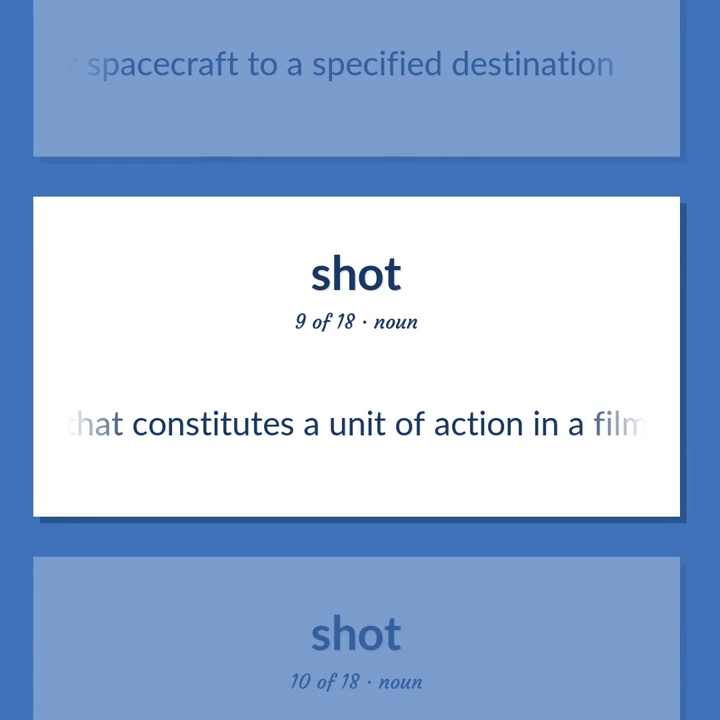 spacecraft to a specified destination
shot
9 of 18 · noun
that constitutes a unit of action in a film
shot
10 of 18 · noun